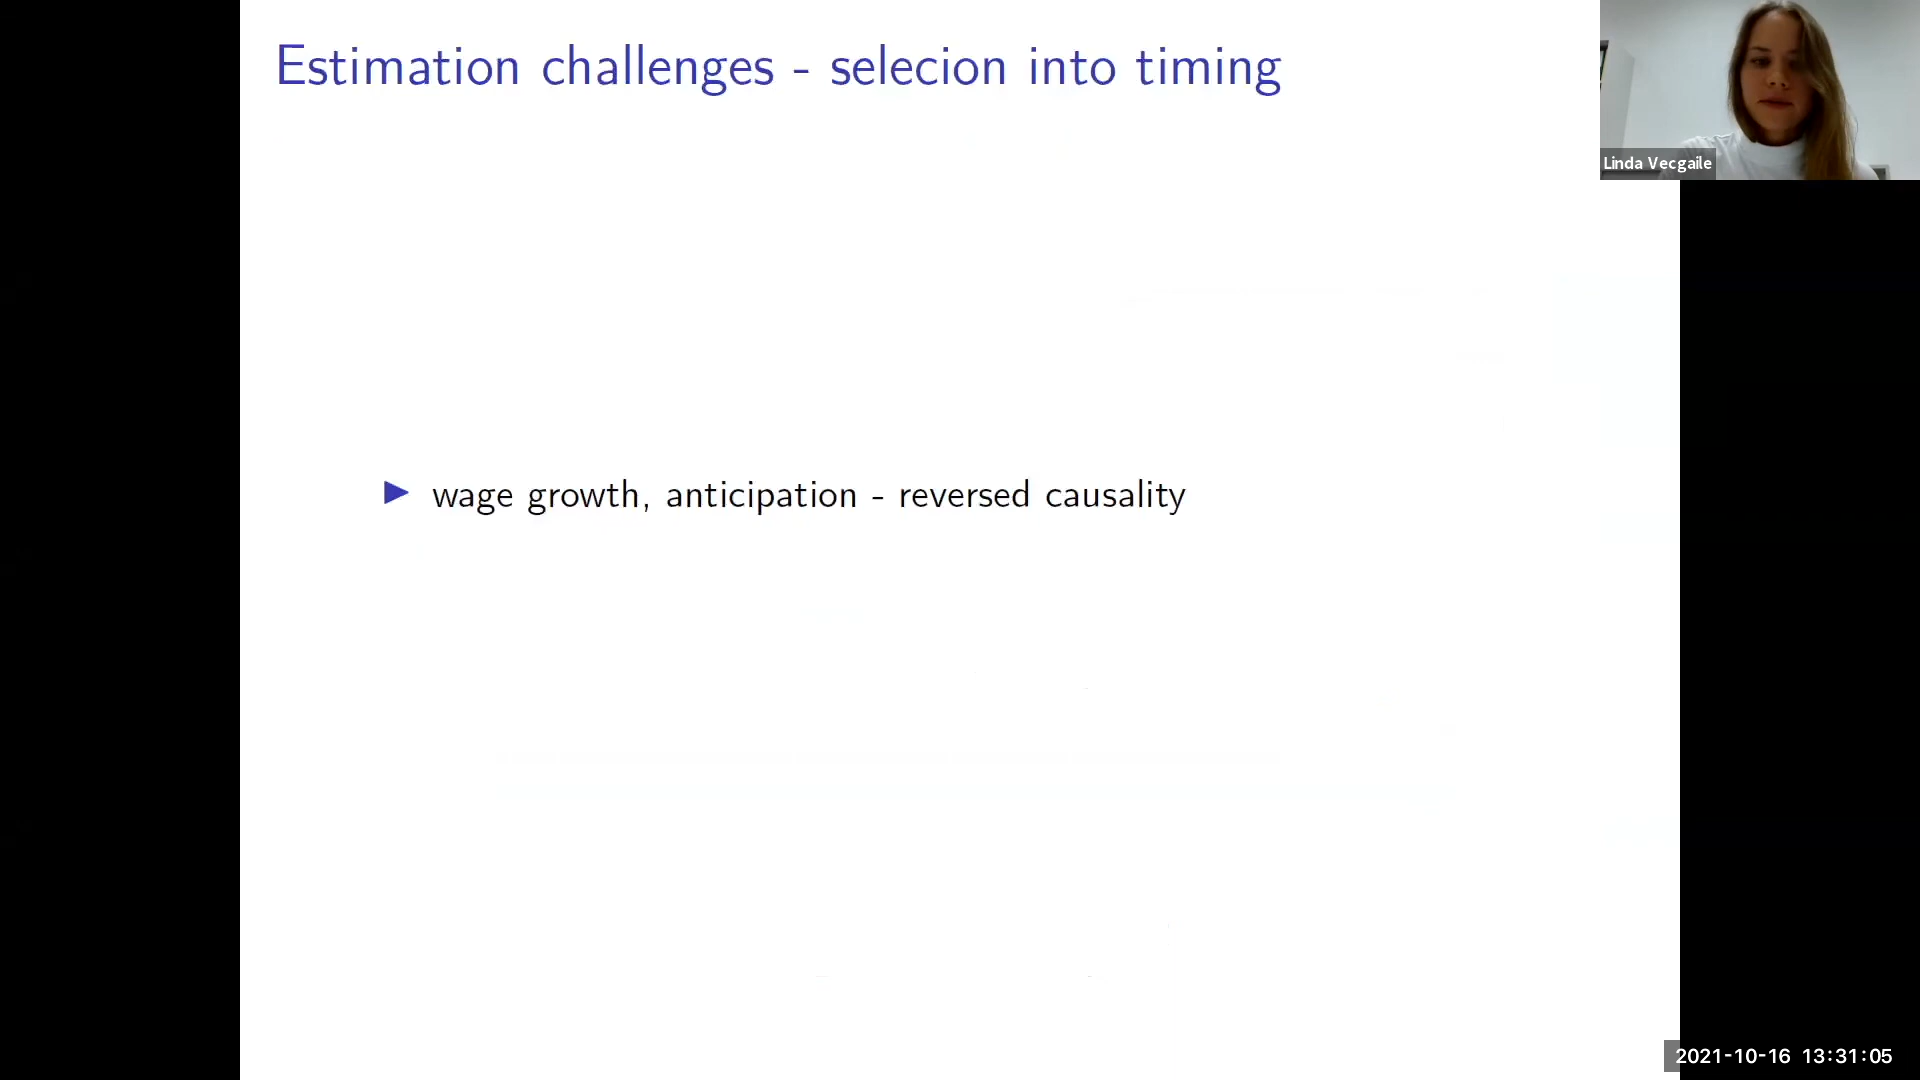 Estimation challenges - selecion into timing
Linda Vecgaile
▶ wage growth, anticipation - reversed causality
2021-10-16 13:31:05